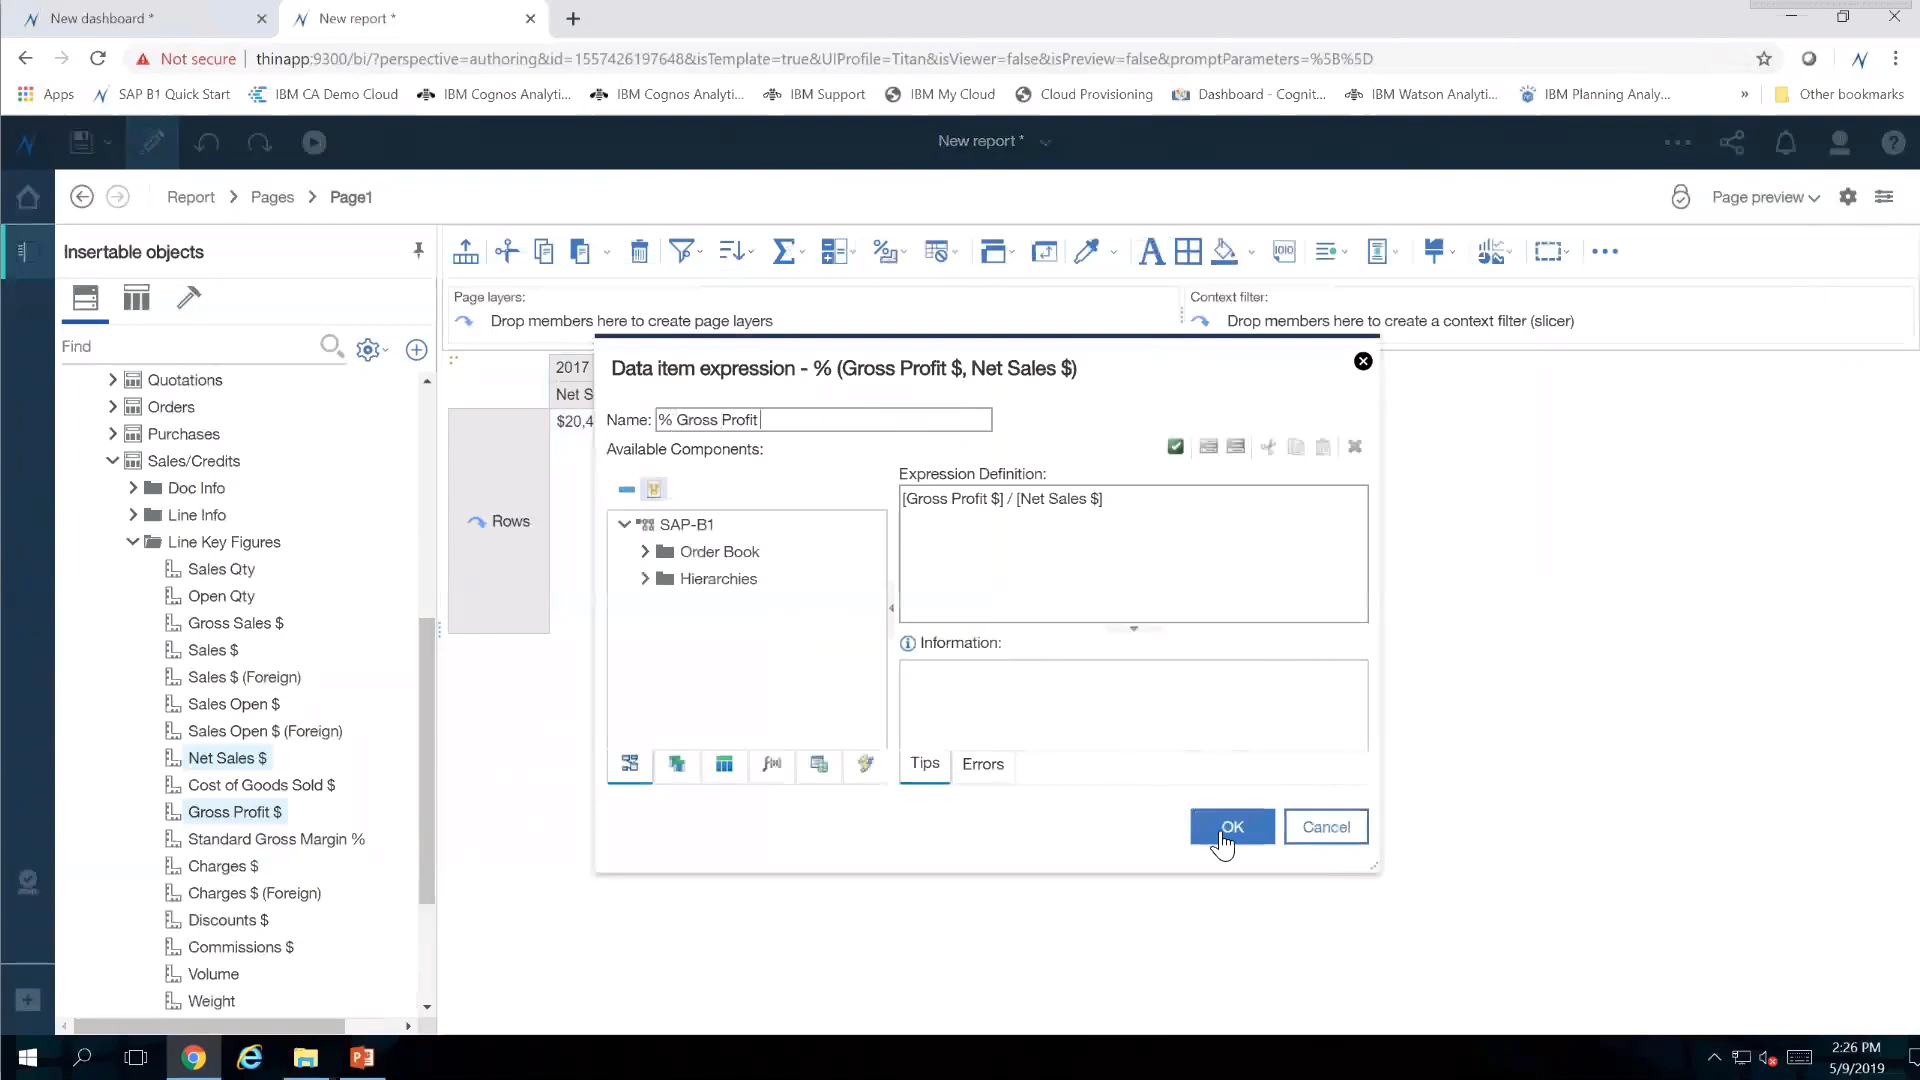 New dashboard *
New report *
Not secure
thinapp:9300/bi/?perspective=authoring&id=1557426197648&isTemplate=true&UIProfile=Titan&isViewer=false&isPreview=false&promptParameters=%5B%5D
Apps
SAP B1 Quick Start
IBM CA Demo Cloud
IBM Cognos Analyti...
IBM Cognos Analyti...
IBM Support
IBM My Cloud
Cloud Provisioning
Dashboard - Cognit...
IBM Watson Analyti...
IBM Planning Analy...
»
Other bookmarks
New report *
Report > Pages > Page1
Page preview
Insertable objects
Find
Page layers:
Drop members here to create page layers
Context filter:
Drop members here to create a context filter (slicer)
Quotations
Orders
Purchases
Sales/Credits
Doc Info
Line Info
Line Key Figures
Sales Qty
Open Qty
Gross Sales $
Sales $
Sales $ (Foreign)
Sales Open $
Sales Open $ (Foreign)
Net Sales $
Cost of Goods Sold $
Gross Profit $
Standard Gross Margin %
Charges $
Charges $ (Foreign)
Discounts $
Commissions $
Volume
Weight
2017
Net S
$20,4
Rows
Data item expression - % (Gross Profit $, Net Sales $)
Name: % Gross Profit
Available Components:
SAP-B1
Order Book
Hierarchies
Expression Definition:
[Gross Profit $] / [Net Sales $]
Information:
Tips
Errors
OK
Cancel
2:26 PM
5/9/2019